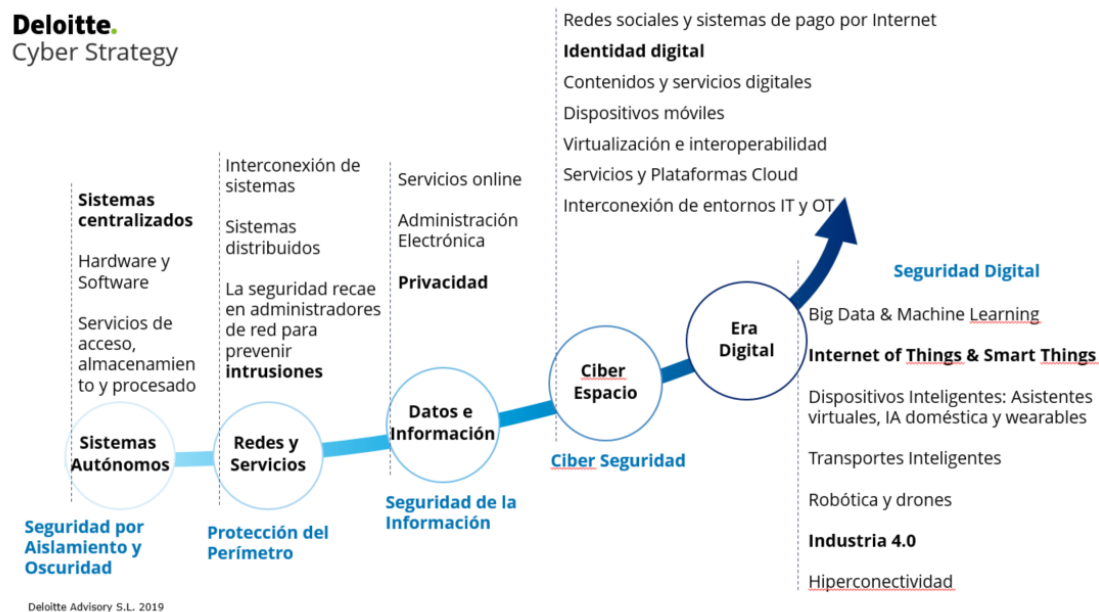 Deloitte.
Cyber Strategy
Sistemas
centralizados
Hardware y
Software
Servicios de
acceso,
almacenamien
to y procesado
Sistemas
Autónomos
Seguridad por
Aislamiento y
Oscuridad
Interconexión de
sistemas
Sistemas
distribuidos
La seguridad recae
en administradores
de red para
prevenir
intrusiones
Redes y
Servicios
Protección del
Perímetro
Servicios online
Administración
Electrónica
Privacidad
Datos e
Información
Seguridad de la
Información
Redes sociales y sistemas de pago por Internet
Identidad digital
Contenidos y servicios digitales
Dispositivos móviles
Virtualización e interoperabilidad
Servicios y Plataformas Cloud
Interconexión de entornos IT y OT
Ciber
Espacio
Ciber Seguridad
Era
Digital
Seguridad Digital
Big Data & Machine Learning
Internet of Things & Smart Things
Dispositivos Inteligentes: Asistentes
virtuales, IA doméstica y wearables
Transportes Inteligentes
Robótica y drones
Industria 4.0
Hiperconectividad
Deloitte Advisory S.L. 2019